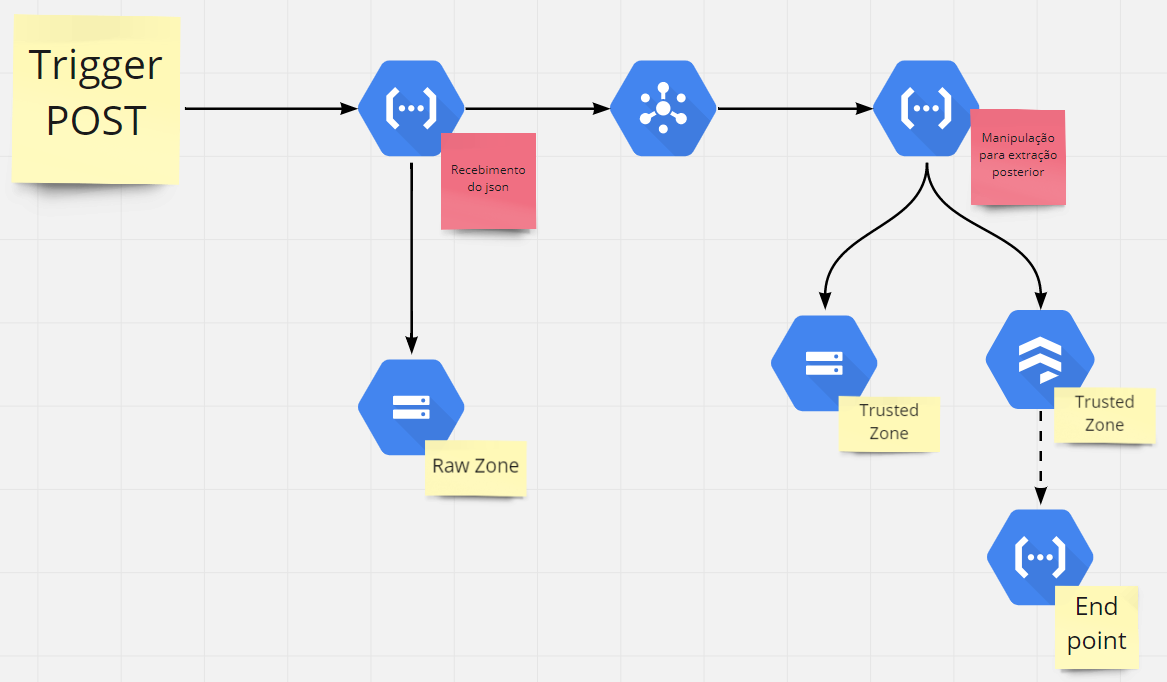 Trigger
POST
Recebimento
do json
Manipulação
para extração
posterior
Raw Zone
Trusted
Zone
Trusted
Zone
End
point